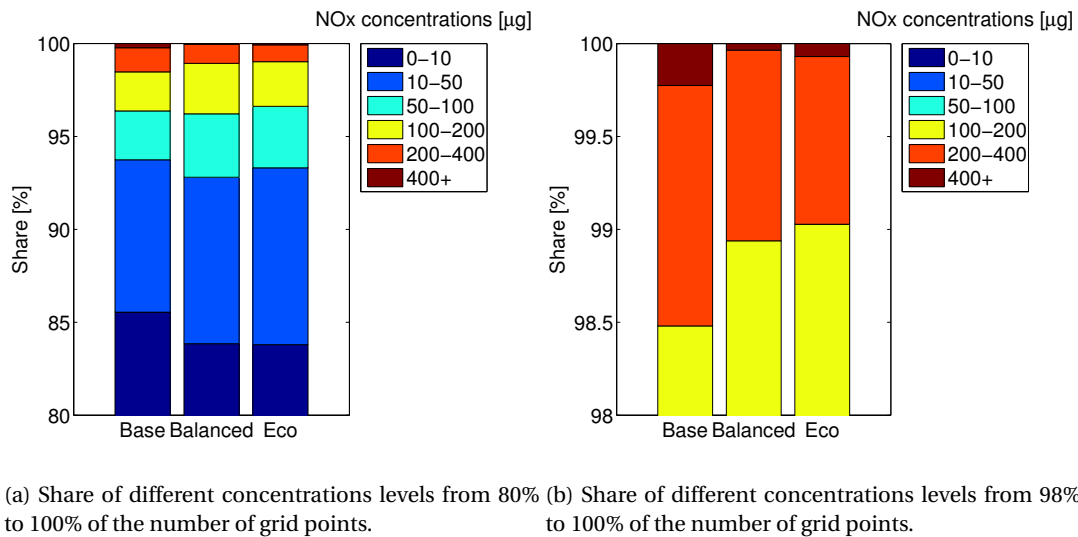 NOx concentrations [µg]
100
95
90
85
80
Share [%]
Base Balanced Eco
0−10
10−50
50−100
100−200
200−400
400+
(a) Share of different concentrations levels from 80%
to 100% of the number of grid points.
NOx concentrations [µg]
100
99.5
99
98.5
98
Share [%]
Base Balanced Eco
0−10
10−50
50−100
100−200
200−400
400+
(b) Share of different concentrations levels from 98%
to 100% of the number of grid points.